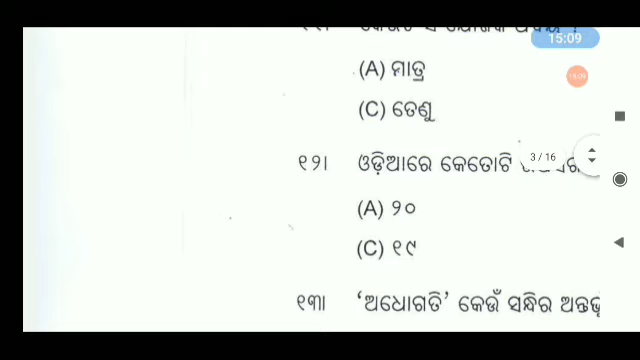 15:09
(A) ମାତ୍ର
(C) ତେଣୁ
୧୨। ଓଡ଼ିଆରେ କେତୋଟି
3 / 16
(A) ୨୦
(C) ୧୯
୧୩। ‘ଅଧୋଗତି’ କେଉଁ ସନ୍ଧିର